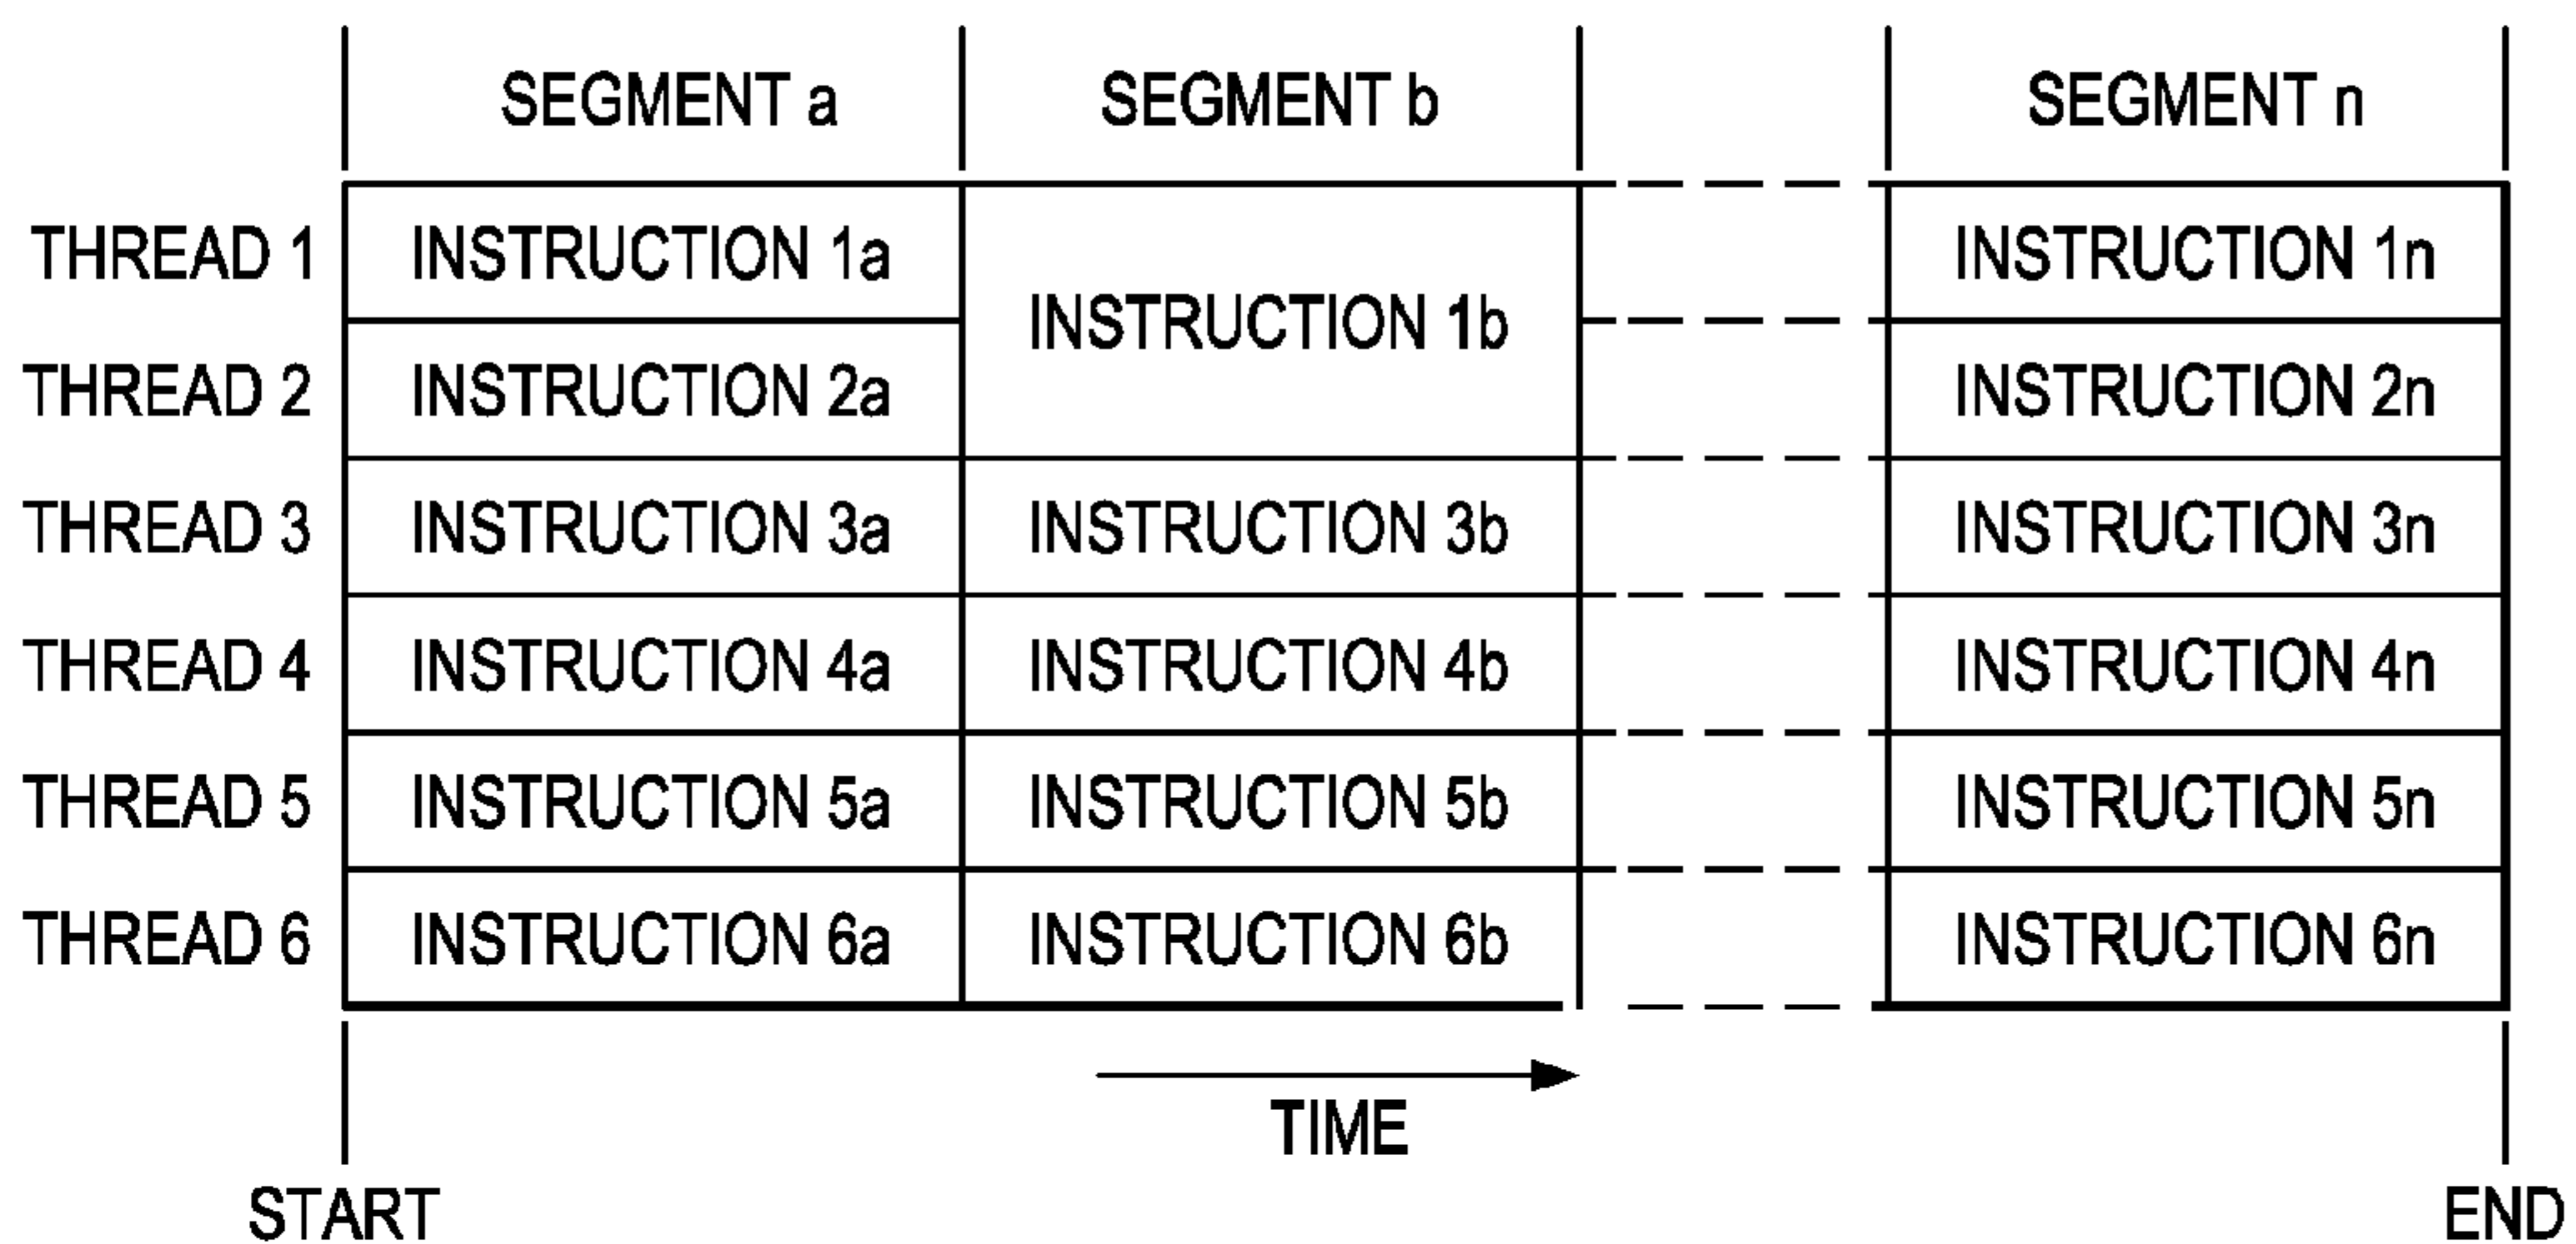 SEGMENT a SEGMENT b SEGMENT n
THREAD 1 INSTRUCTION 1a INSTRUCTION 1n
INSTRUCTION 1b
THREAD 2 INSTRUCTION 2a INSTRUCTION 2n
THREAD 3 INSTRUCTION 3a INSTRUCTION 3b INSTRUCTION 3n
THREAD 4 INSTRUCTION 4a INSTRUCTION 4b INSTRUCTION 4n
THREAD 5 INSTRUCTION 5a INSTRUCTION 5b INSTRUCTION 5n
THREAD 6 INSTRUCTION 6a INSTRUCTION 6b INSTRUCTION 6n
TIME
START END